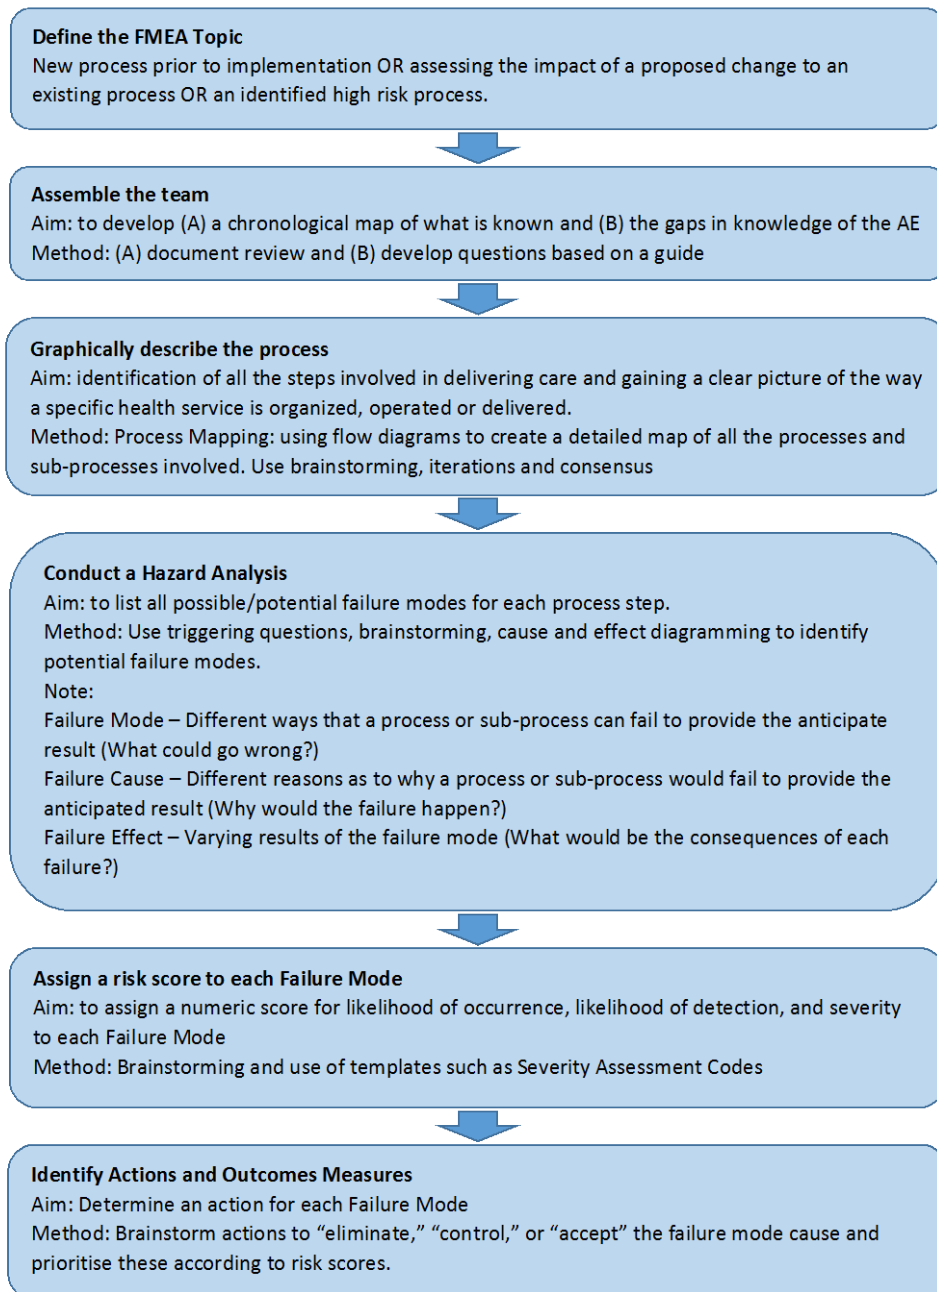 Define the FMEA Topic
New process prior to implementation OR assessing the impact of a proposed change to an
existing process OR an identified high risk process.
Assemble the team
Aim: to develop (A) a chronological map of what is known and (B) the gaps in knowledge of the AE
Method: (A) document review and (B) develop questions based on a guide
Graphically describe the process
Aim: identification of all the steps involved in delivering care and gaining a clear picture of the way
a specific health service is organized, operated or delivered.
Method: Process Mapping: using flow diagrams to create a detailed map of all the processes and
sub-processes involved. Use brainstorming, iterations and consensus
Conduct a Hazard Analysis
Aim: to list all possible/potential failure modes for each process step.
Method: Use triggering questions, brainstorming, cause and effect diagramming to identify
potential failure modes.
Note:
Failure Mode – Different ways that a process or sub-process can fail to provide the anticipate
result (What could go wrong?)
Failure Cause – Different reasons as to why a process or sub-process would fail to provide the
anticipated result (Why would the failure happen?)
Failure Effect – Varying results of the failure mode (What would be the consequences of each
failure?)
Assign a risk score to each Failure Mode
Aim: to assign a numeric score for likelihood of occurrence, likelihood of detection, and severity
to each Failure Mode
Method: Brainstorming and use of templates such as Severity Assessment Codes
Identify Actions and Outcomes Measures
Aim: Determine an action for each Failure Mode
Method: Brainstorm actions to “eliminate,” “control,” or “accept” the failure mode cause and
prioritise these according to risk scores.